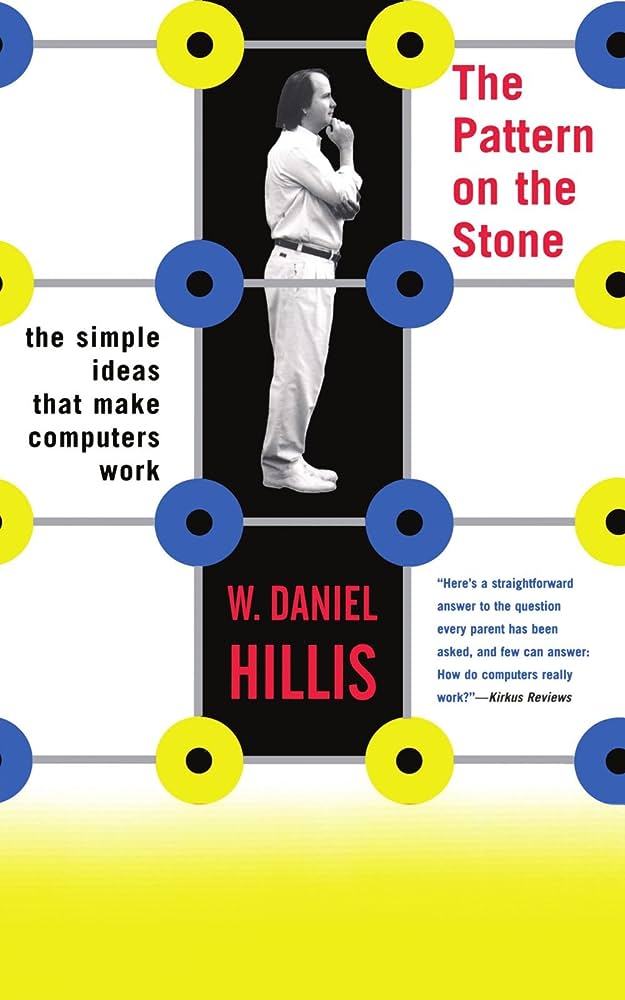 The
Pattern
on the
Stone
the simple
ideas
that make
computers
work
W. DANIEL
HILLIS
“Here's a straightforward
answer to the question
every parent has been
asked, and few can answer:
How do computers really
work?”—Kirkus Reviews